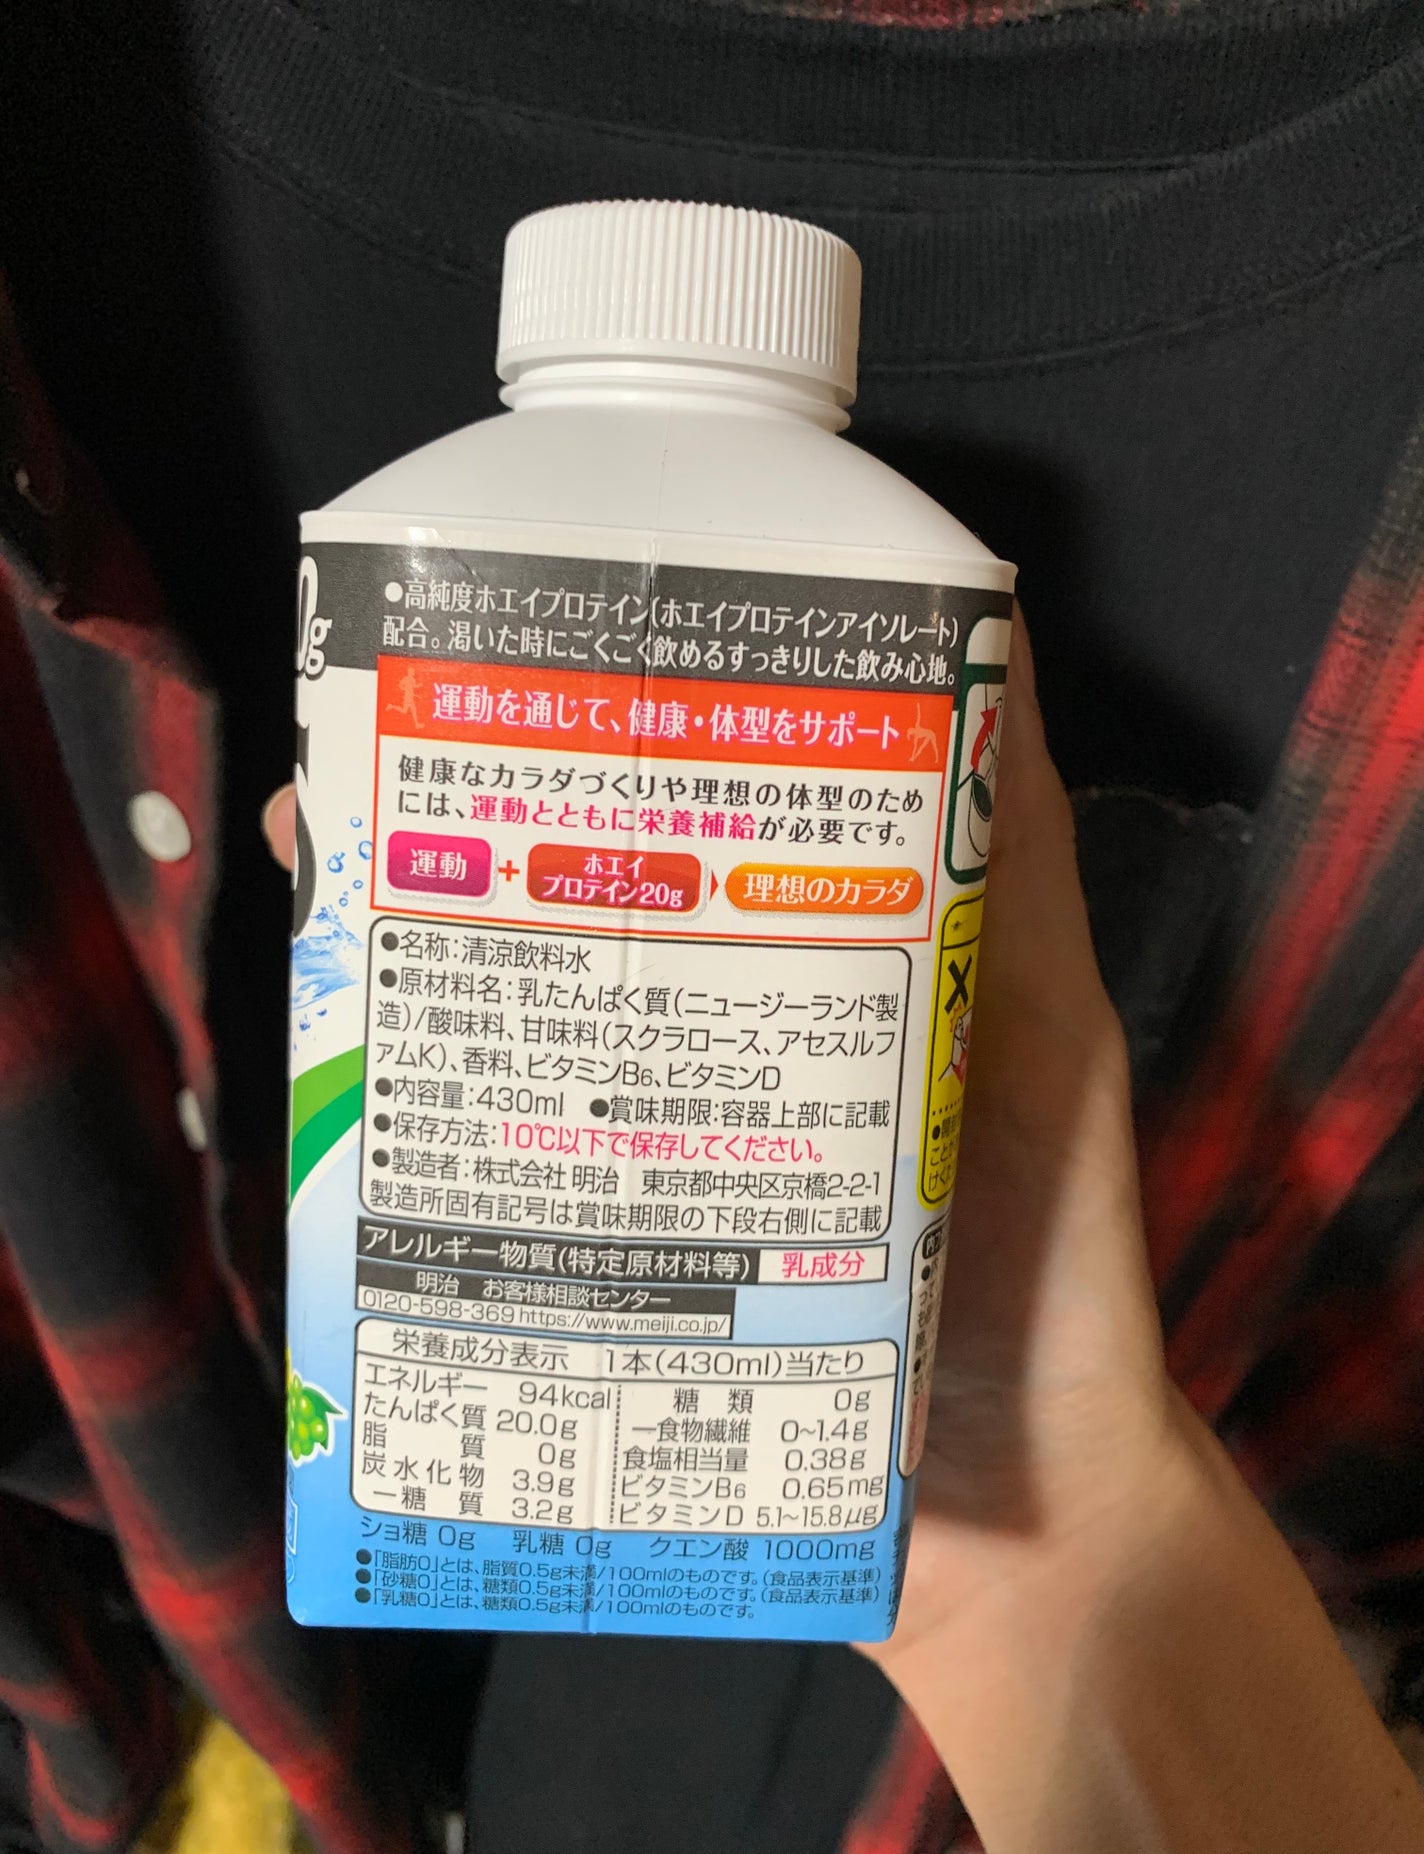 0g
●高純度ホエイプロテイン(ホエイプロテインアイソレート)
配合。渇いた時にごくごく飲めるすっきりした飲み心地。
運動を通じて、健康・体型をサポート
健康なカラダづくりや理想の体型のため
には、運動とともに栄養補給が必要です。
運動
+
ホエイ
プロテイン20g
理想のカラダ
●名称:清涼飲料水
●原材料名:乳たんぱく質(ニュージーランド製
造)/酸味料、甘味料(スクラロース、アセスルフ
ァムK)、香料、ビタミンB6、ビタミンD
●内容量:430ml ●賞味期限:容器上部に記載
●保存方法:10℃以下で保存してください。
●製造者:株式会社 明治 東京都中央区京橋2-2-1
製造所固有記号は賞味期限の下段右側に記載
アレルギー物質(特定原材料等) 乳成分
明治 お客様相談センター
0120-598-369 https://www.meiji.co.jp/
栄養成分表示 1本(430ml)当たり
エネルギー 94kcal
たんぱく質 20.0g
脂質 0g
炭水化物 3.9g
―糖質 3.2g
糖類 0g
―食物繊維 0~1.4g
食塩相当量 0.38g
ビタミンB6 0.65mg
ビタミンD 5.1~15.8μg
ショ糖 0g 乳糖 0g クエン酸 1000mg
●「脂肪0」とは、脂質0.5g未満/100mlのものです。(食品表示基準)
●「砂糖0」とは、糖類0.5g未満/100mlのものです。(食品表示基準)
●「乳糖0」とは、糖類0.5g未満/100mlのものです。